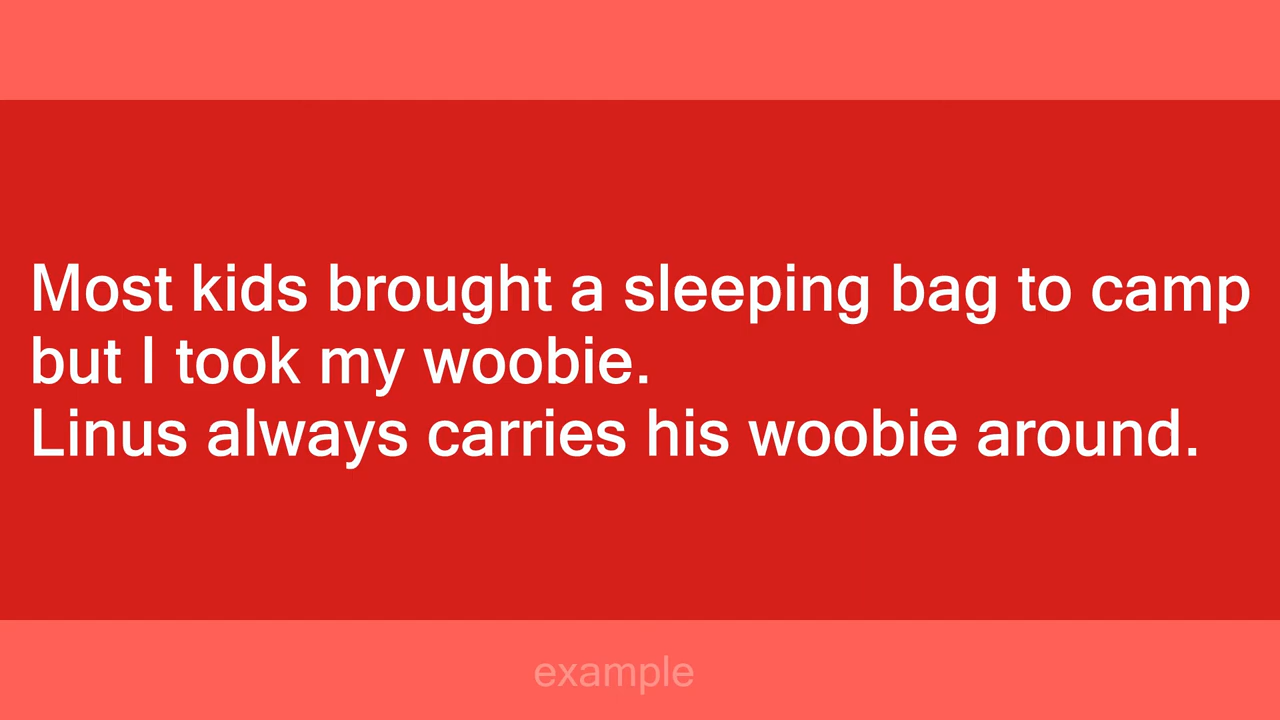 Most kids brought a sleeping bag to camp
but I took my woobie.
Linus always carries his woobie around.
example